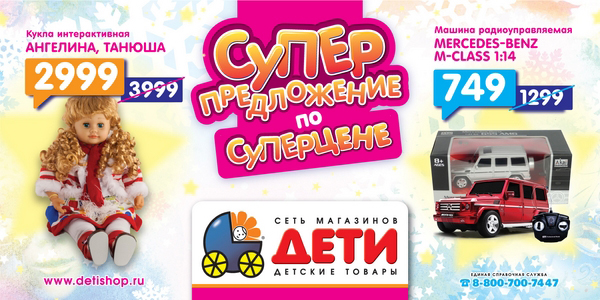 Кукла интерактивная
АНГЕЛИНА, ТАНЮША
2999
3999
СУПЕР
ПРЕДЛОЖЕНИЕ
ПО
СУПЕРЦЕНЕ
Машина радиоуправляемая
MERCEDES-BENZ
M-CLASS 1:14
749
1299
СЕТЬ МАГАЗИНОВ
ДЕТИ
ДЕТСКИЕ ТОВАРЫ
www.detishop.ru
ЕДИНАЯ СПРАВОЧНАЯ СЛУЖБА
☎ 8-800-700-7447